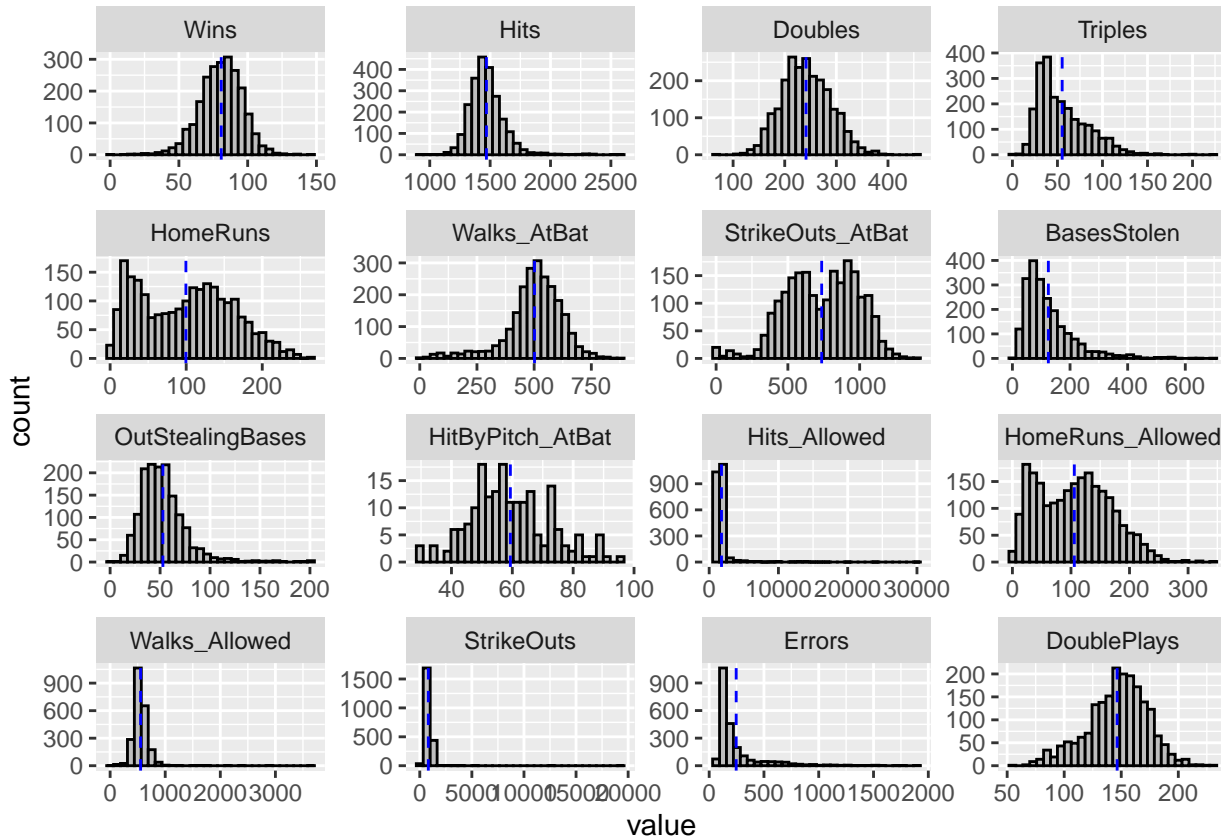 Wins
Hits
Doubles
Triples
0
100
200
300
0 50 100 150
0
100
200
300
400
1000 1500 2000 2500
0
100
200
100 200 300 400
0
100
200
300
400
0 50 100 150 200
HomeRuns
Walks_AtBat
StrikeOuts_AtBat
BasesStolen
0
50
100
150
0 100 200
0
100
200
300
0 250 500 750
0
50
100
150
0 500 1000
0
100
200
300
400
0 200 400 600
OutStealingBases
HitByPitch_AtBat
Hits_Allowed
HomeRuns_Allowed
0
50
100
150
200
0 50 100 150 200
0
5
10
15
40 60 80 100
0
300
600
900
0 10000 20000 30000
0
50
100
150
0 100 200 300
Walks_Allowed
StrikeOuts
Errors
DoublePlays
0
300
600
900
0 1000 2000 3000
0
500
1000
1500
0 5000 10000 15000 20000
0
300
600
900
0 500 1000 1500 2000
0
50
100
150
200
50 100 150 200
value
count